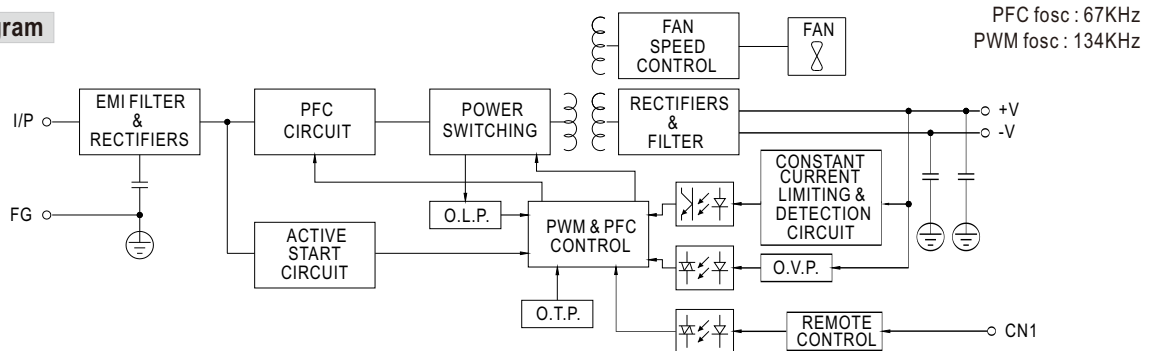 gram
PFC fosc : 67KHz
PWM fosc : 134KHz
FAN
SPEED
CONTROL
FAN
I/P
EMI FILTER
&
RECTIFIERS
PFC
CIRCUIT
POWER
SWITCHING
RECTIFIERS
&
FILTER
+V
-V
FG
ACTIVE
START
CIRCUIT
O.L.P.
PWM & PFC
CONTROL
CONSTANT
CURRENT
LIMITING &
DETECTION
CIRCUIT
O.V.P.
O.T.P.
REMOTE
CONTROL
CN1